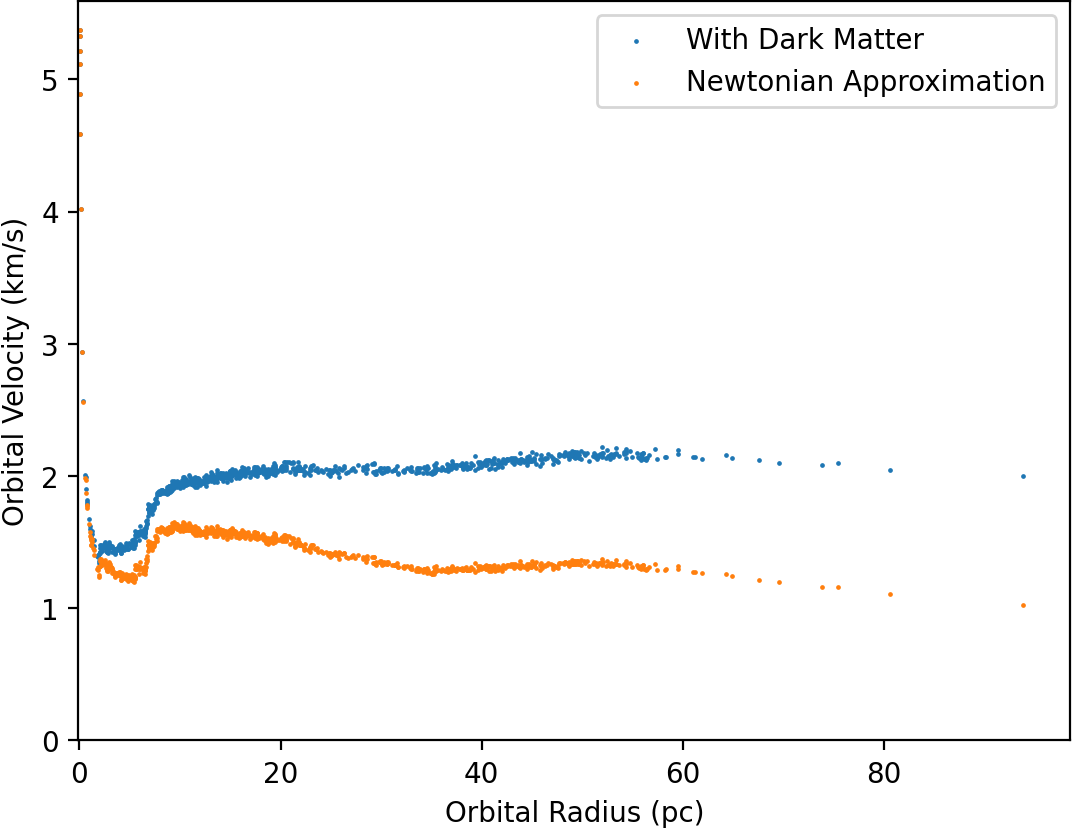 With Dark Matter
Newtonian Approximation
5
4
3
2
1
0
Orbital Velocity (km/s)
0 20 40 60 80
Orbital Radius (pc)